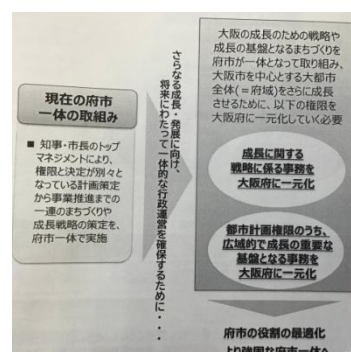 現在の府市
一体の取組み
■ 知事・市長のトップ
マネジメントにより、
権限と決定が別々と
なっている計画策定
から事業推進までの
一連のまちづくりや
成長戦略の策定を、
府市一体で実施
さらなる成長・発展に向け、
将来にわたって一体的な行政運営を確保するために・・・
大阪の成長のための戦略や
成長の基盤となるまちづくりを
府市が一体となって取り組み、
大阪市を中心とする大都市
全体(=府域)をさらに成長
させるために、以下の権限を
大阪府に一元化していく必要
成長に関する
戦略に係る事務を
大阪府に一元化
都市計画権限のうち、
広域的で成長の重要な
基盤となる事務を
大阪府に一元化
府市の役割の最適化
より強固な府市一体へ